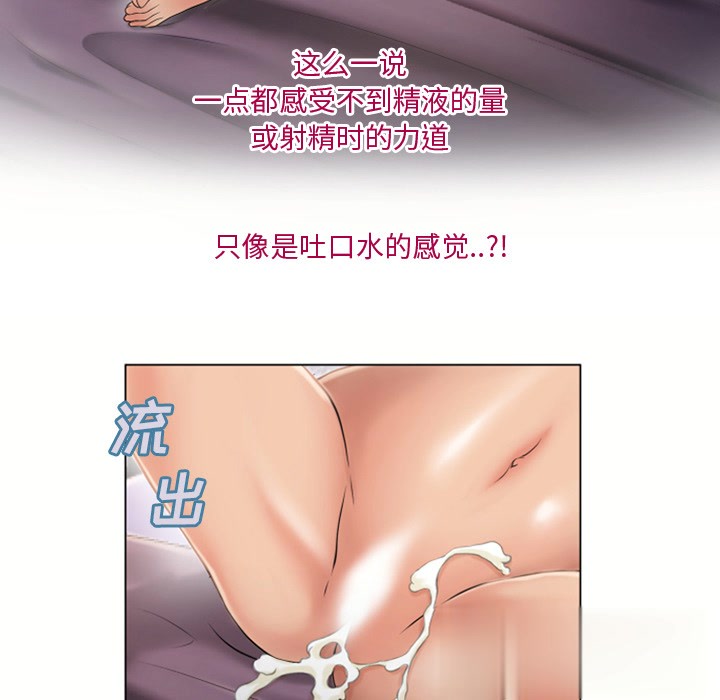 这么一说
一点都感受不到精液的量
或射精时的力道
只像是吐口水的感觉..?!
流
出